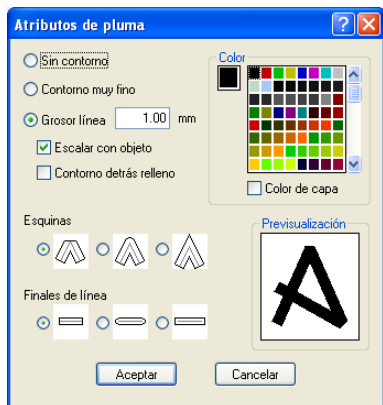 Atributos de pluma
Sin contorno
Contorno muy fino
Grosor línea 1.00 mm
Escalar con objeto
Contorno detrás relleno
Color
Color de capa
Esquinas
Finales de línea
Previsualización
Aceptar Cancelar